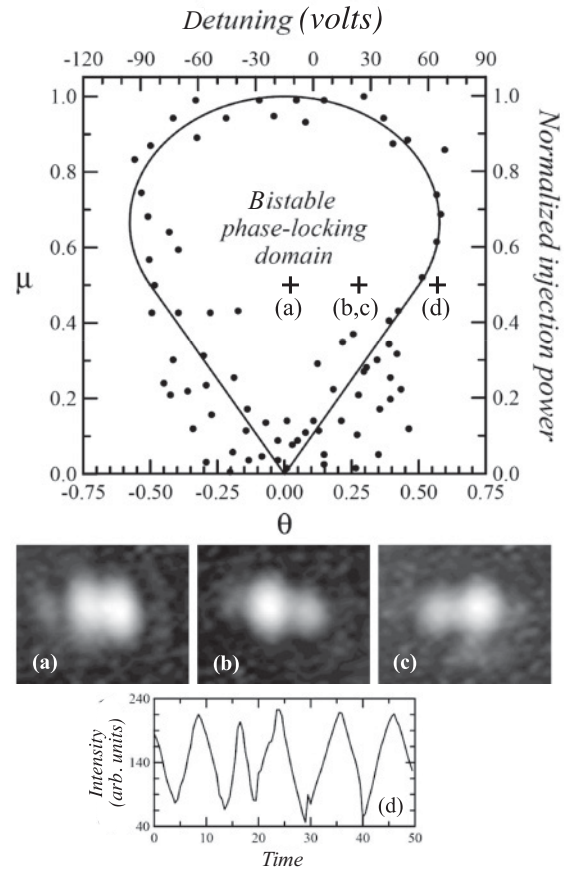 Detuning (volts)
-120 -90 -60 -30 0 30 60 90
1.0 1.0
0.8 0.8
0.6 0.6
0.4 0.4
0.2 0.2
0.0 0.0
μ
Normalized injection power
Bistable
phase-locking
domain
(a) (b,c) (d)
-0.75 -0.50 -0.25 0.00 0.25 0.50 0.75
θ
(a) (b) (c)
240
140
40
Intensity
(arb. units)
(d)
0 10 20 30 40 50
Time